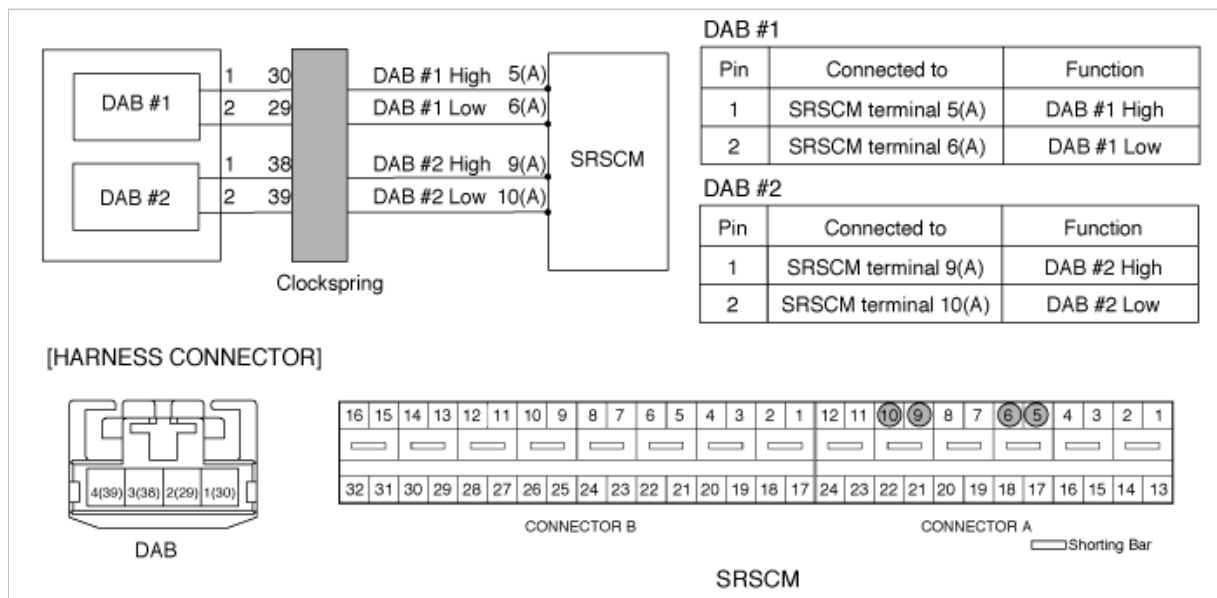 DAB #1
1 30 DAB #1 High 5(A)
2 29 DAB #1 Low 6(A)
DAB #2
1 38 DAB #2 High 9(A)
2 39 DAB #2 Low 10(A)
SRSCM
Clockspring
DAB #1
Pin Connected to Function
1 SRSCM terminal 5(A) DAB #1 High
2 SRSCM terminal 6(A) DAB #1 Low
DAB #2
Pin Connected to Function
1 SRSCM terminal 9(A) DAB #2 High
2 SRSCM terminal 10(A) DAB #2 Low
[HARNESS CONNECTOR]
4(39) 3(38) 2(29) 1(30)
DAB
16 15 14 13 12 11 10 9 8 7 6 5 4 3 2 1 12 11 10 9 8 7 6 5 4 3 2 1
32 31 30 29 28 27 26 25 24 23 22 21 20 19 18 17 24 23 22 21 20 19 18 17 16 15 14 13
CONNECTOR B CONNECTOR A
Shorting Bar
SRSCM